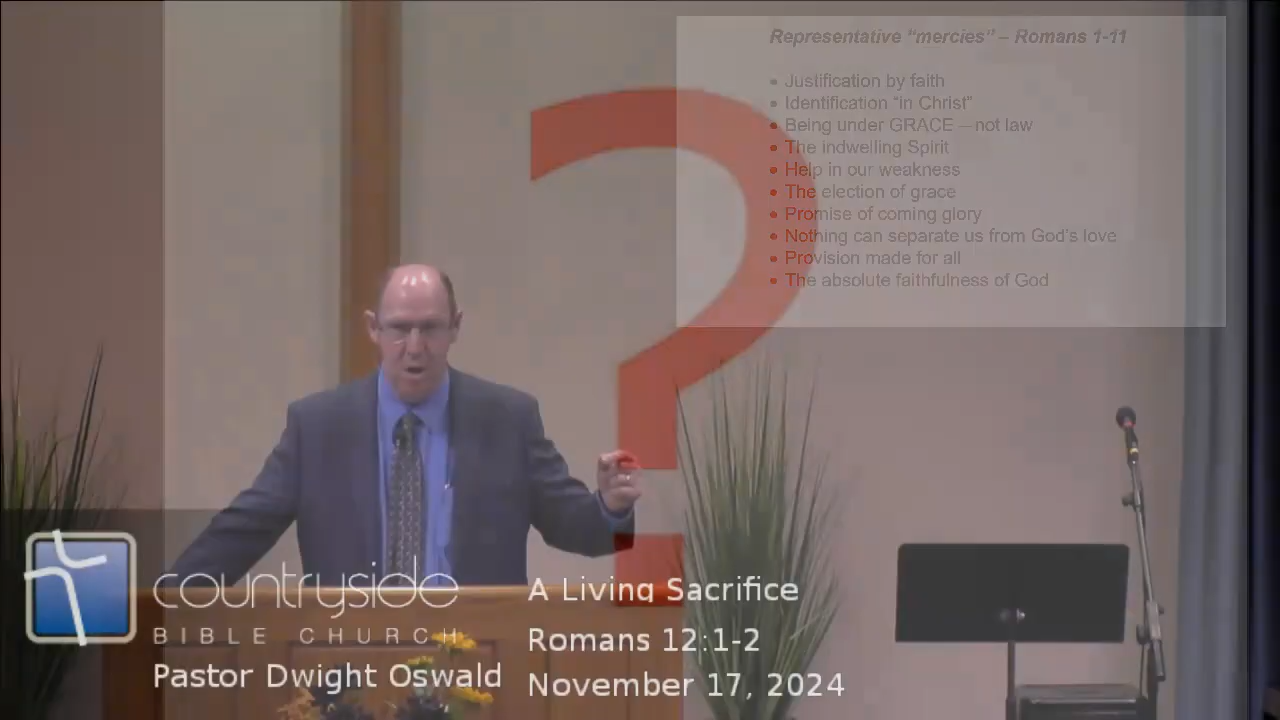 Representative “mercies” – Romans 1-11
• Justification by faith
• Identification “in Christ”
• Being under GRACE – not law
• The indwelling Spirit
• Help in our weakness
• The election of grace
• Promise of coming glory
• Nothing can separate us from God's love
• Provision made for all
• The absolute faithfulness of God
?
countryside
BIBLE CHURCH
Pastor Dwight Oswald
A Living Sacrifice
Romans 12:1-2
November 17, 2024